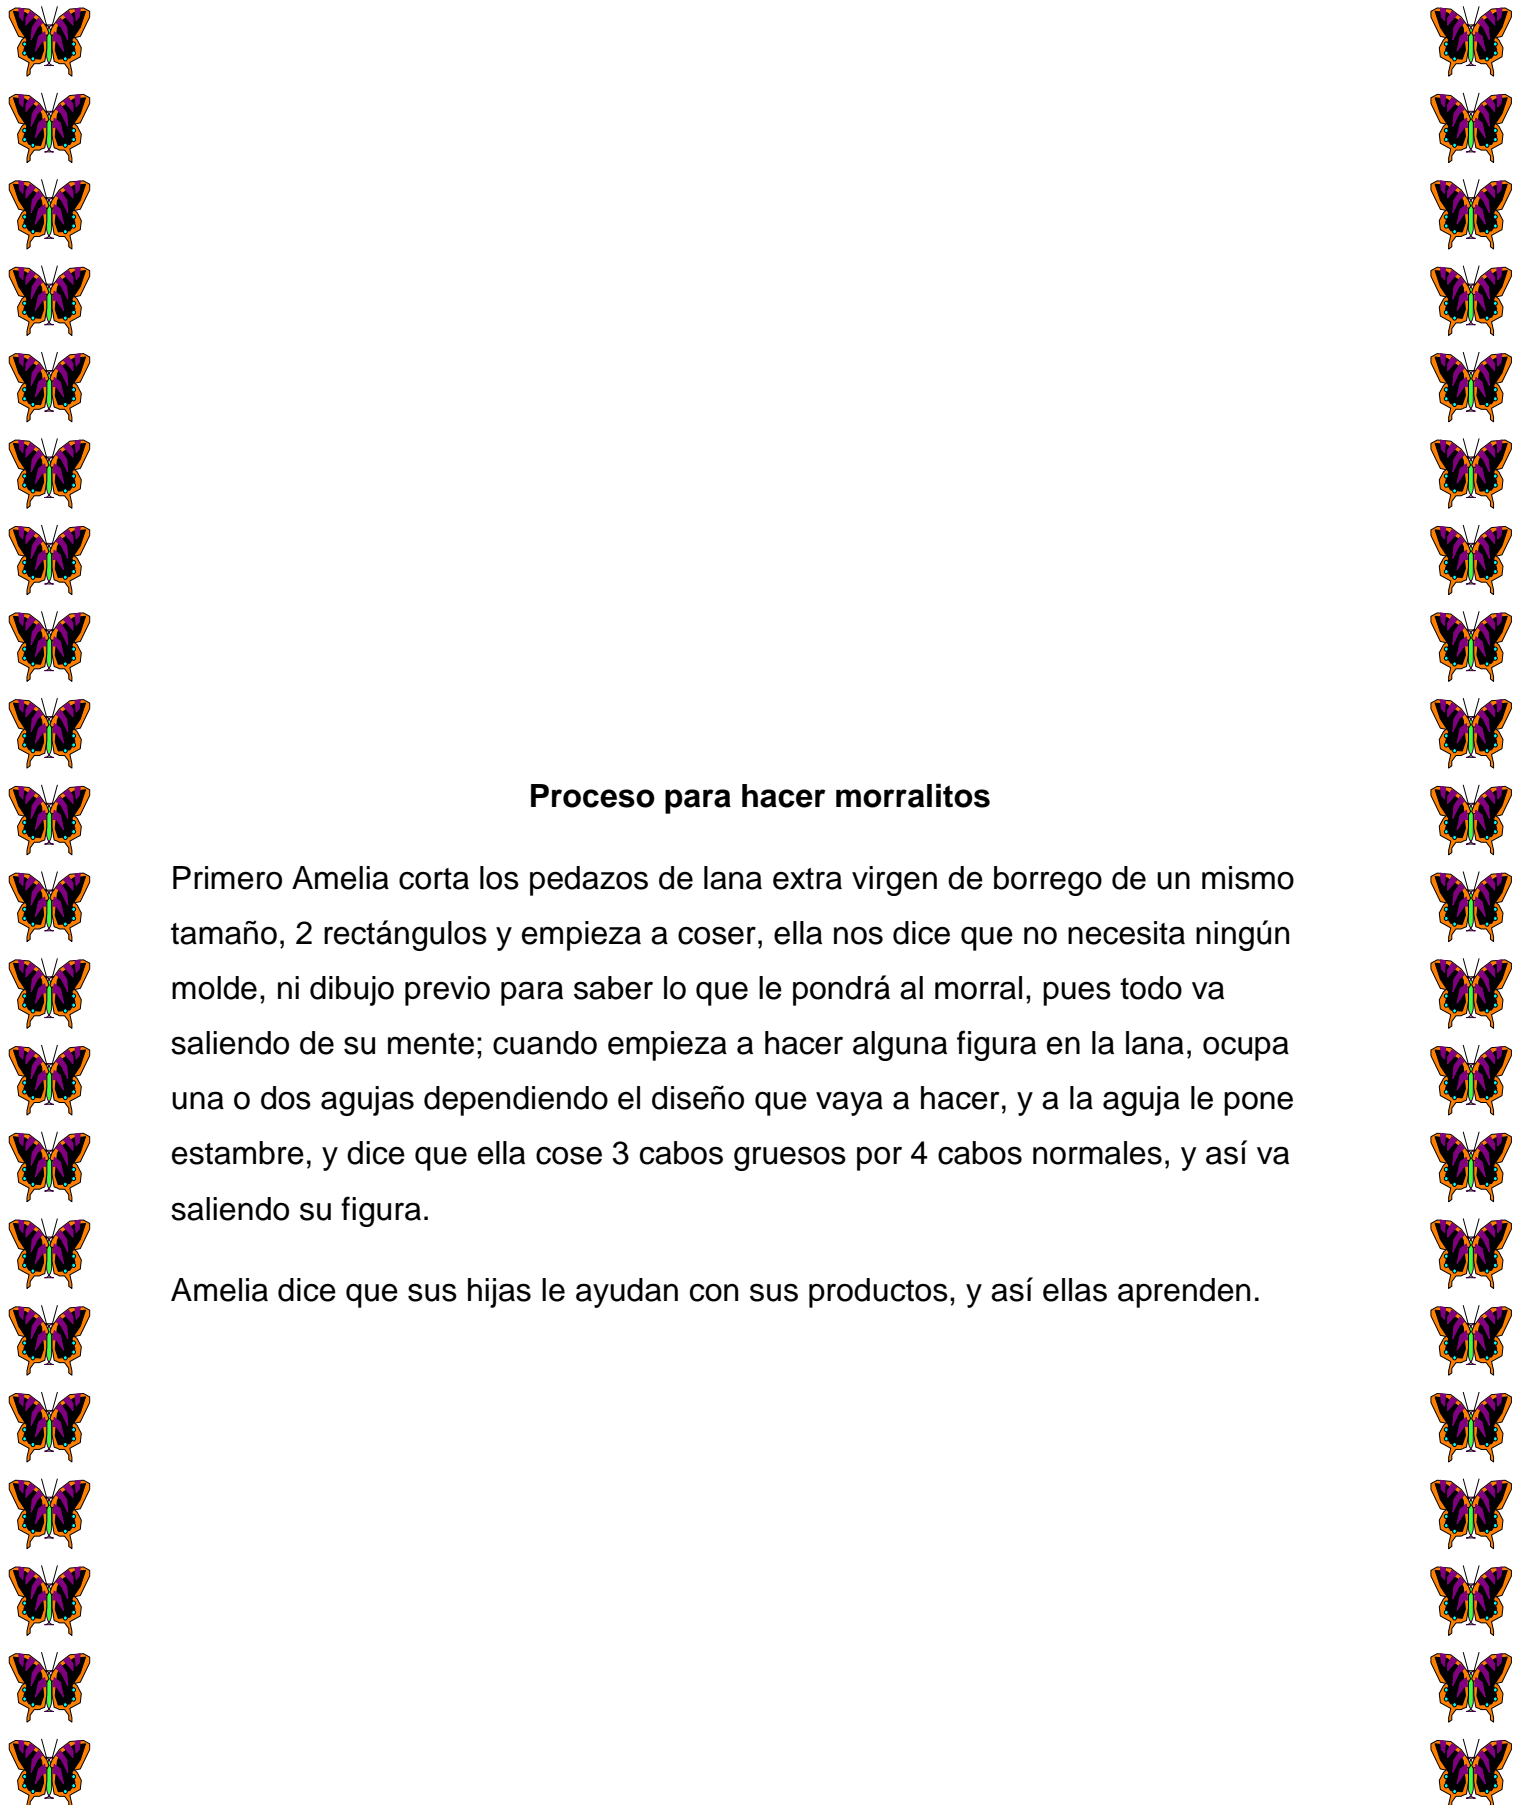 Proceso para hacer morralitos
Primero Amelia corta los pedazos de lana extra virgen de borrego de un mismo
tamaño, 2 rectángulos y empieza a coser, ella nos dice que no necesita ningún
molde, ni dibujo previo para saber lo que le pondrá al morral, pues todo va
saliendo de su mente; cuando empieza a hacer alguna figura en la lana, ocupa
una o dos agujas dependiendo el diseño que vaya a hacer, y a la aguja le pone
estambre, y dice que ella cose 3 cabos gruesos por 4 cabos normales, y así va
saliendo su figura.
Amelia dice que sus hijas le ayudan con sus productos, y así ellas aprenden.